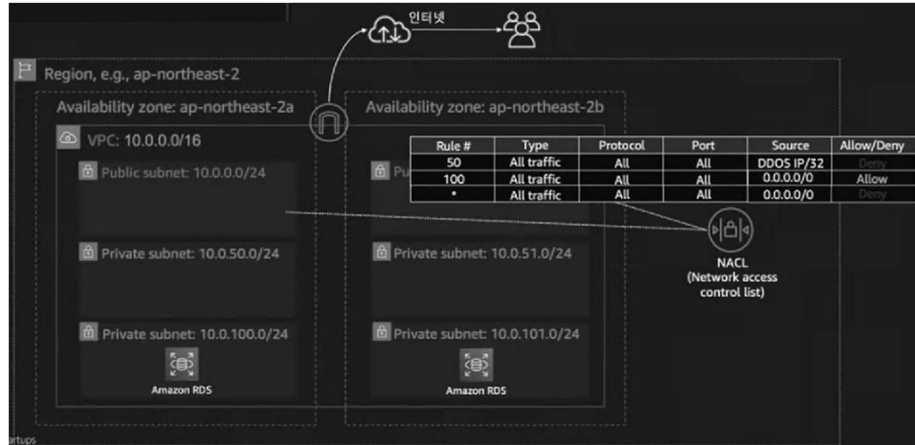 인터넷
Region, e.g., ap-northeast-2
Availability zone: ap-northeast-2a
Availability zone: ap-northeast-2b
VPC: 10.0.0.0/16
Rule # Type Protocol Port Source Allow/Deny
50 All traffic All All DDOS IP/32 Deny
100 All traffic All All 0.0.0.0/0 Allow
* All traffic All All 0.0.0.0/0 Deny
Public subnet: 10.0.0.0/24
Pu
NACL
(Network access
control list)
Private subnet: 10.0.50.0/24
Private subnet: 10.0.51.0/24
Private subnet: 10.0.100.0/24
Private subnet: 10.0.101.0/24
Amazon RDS
Amazon RDS
artups